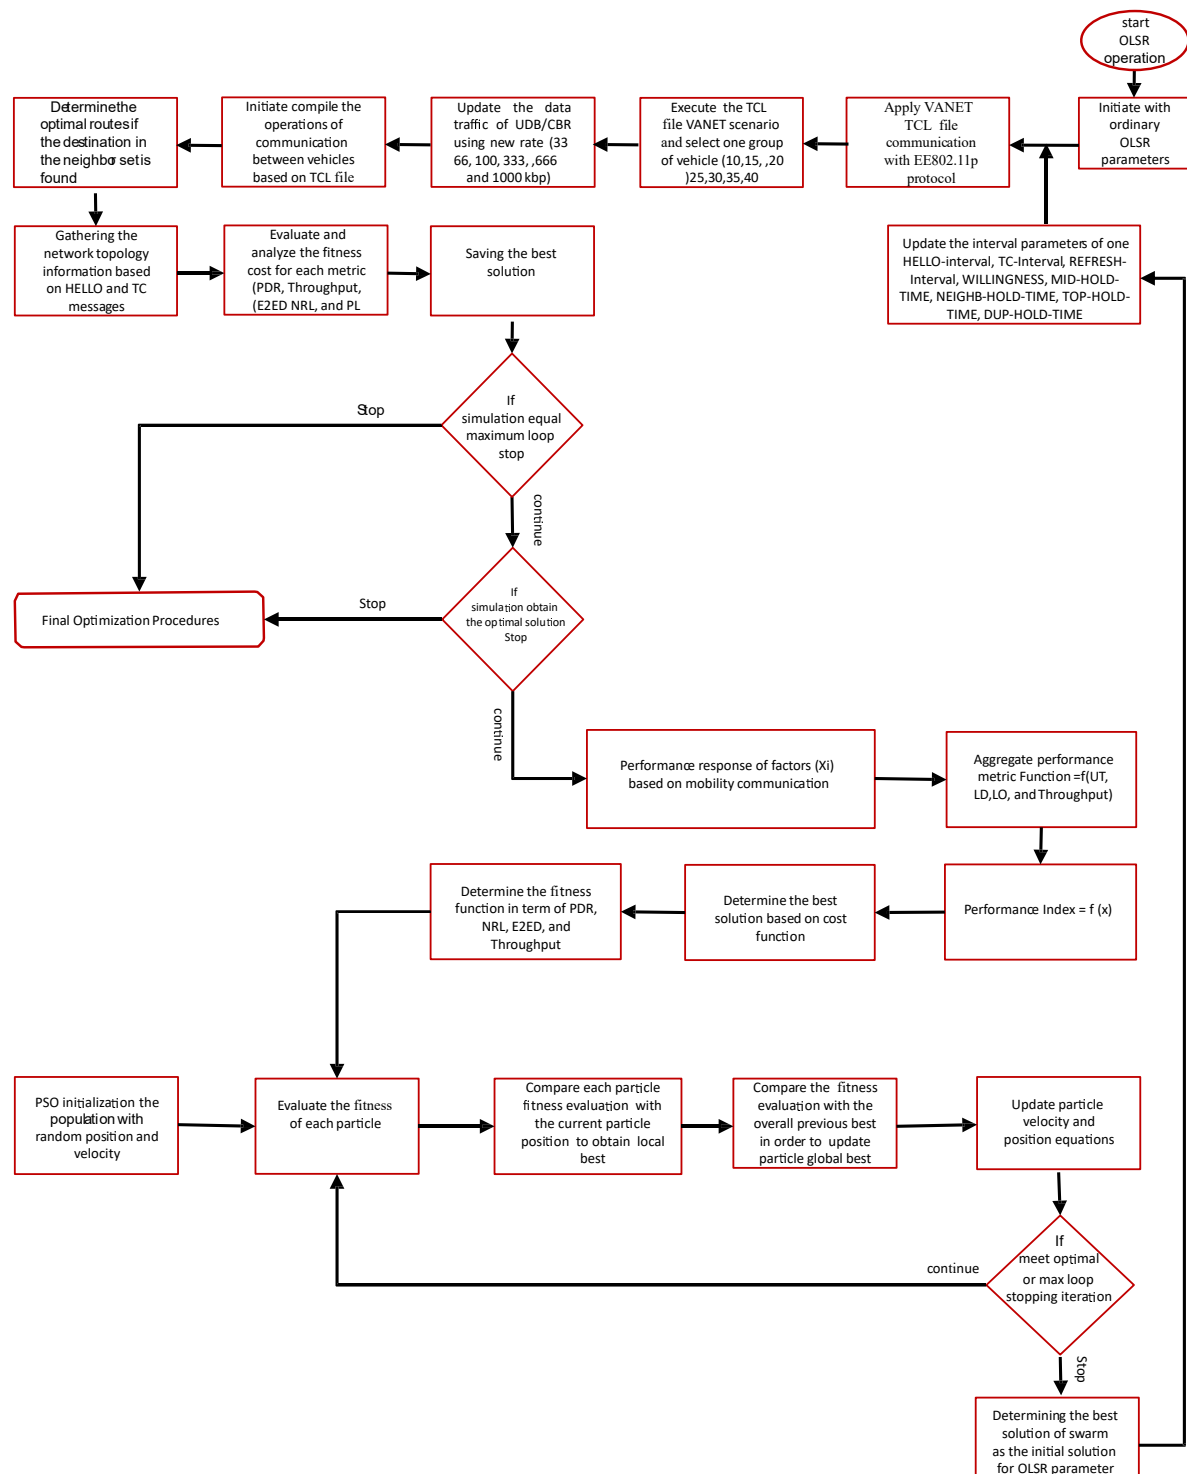 start
OLSR
operation
Initiate with
ordinary
OLSR
parameters
Apply VANET
TCL file
communication
with EE802.11p
protocol
Execute the TCL
file VANET scenario
and select one group
of vehicle (10,15, ,20
)25,30,35,40
Update the data
traffic of UDB/CBR
using new rate (33
66, 100, 333, ,666
and 1000 kbp)
Initiate compile the
operations of
communication
between vehicles
based on TCL file
Determine the
optimal routes if
the destination in
the neighbor set is
found
Gathering the
network topology
information based
on HELLO and TC
messages
Evaluate and
analyze the fitness
cost for each metric
(PDR, Throughput,
(E2ED NRL, and PL
Saving the best
solution
Update the interval parameters of one
HELLO-interval, TC-Interval, REFRESH-
Interval, WILLINGNESS, MID-HOLD-
TIME, NEIGHB-HOLD-TIME, TOP-HOLD-
TIME, DUP-HOLD-TIME
If
simulation equal
maximum loop
stop
Stop
continue
If
simulation obtain
the optimal solution
Stop
Stop
Final Optimization Procedures
continue
Performance response of factors (Xi)
based on mobility communication
Aggregate performance
metric Function =f(UT,
LD,LO, and Throughput)
Performance Index = f (x)
Determine the best
solution based on cost
function
Determine the fitness
function in term of PDR,
NRL, E2ED, and
Throughput
PSO initialization the
population with
random position and
velocity
Evaluate the fitness
of each particle
Compare each particle
fitness evaluation with
the current particle
position to obtain local
best
Compare the fitness
evaluation with the
overall previous best
in order to update
particle global best
Update particle
velocity and
position equations
If
meet optimal
or max loop
stopping iteration
continue
Stop
Determining the best
solution of swarm
as the initial solution
for OLSR parameter